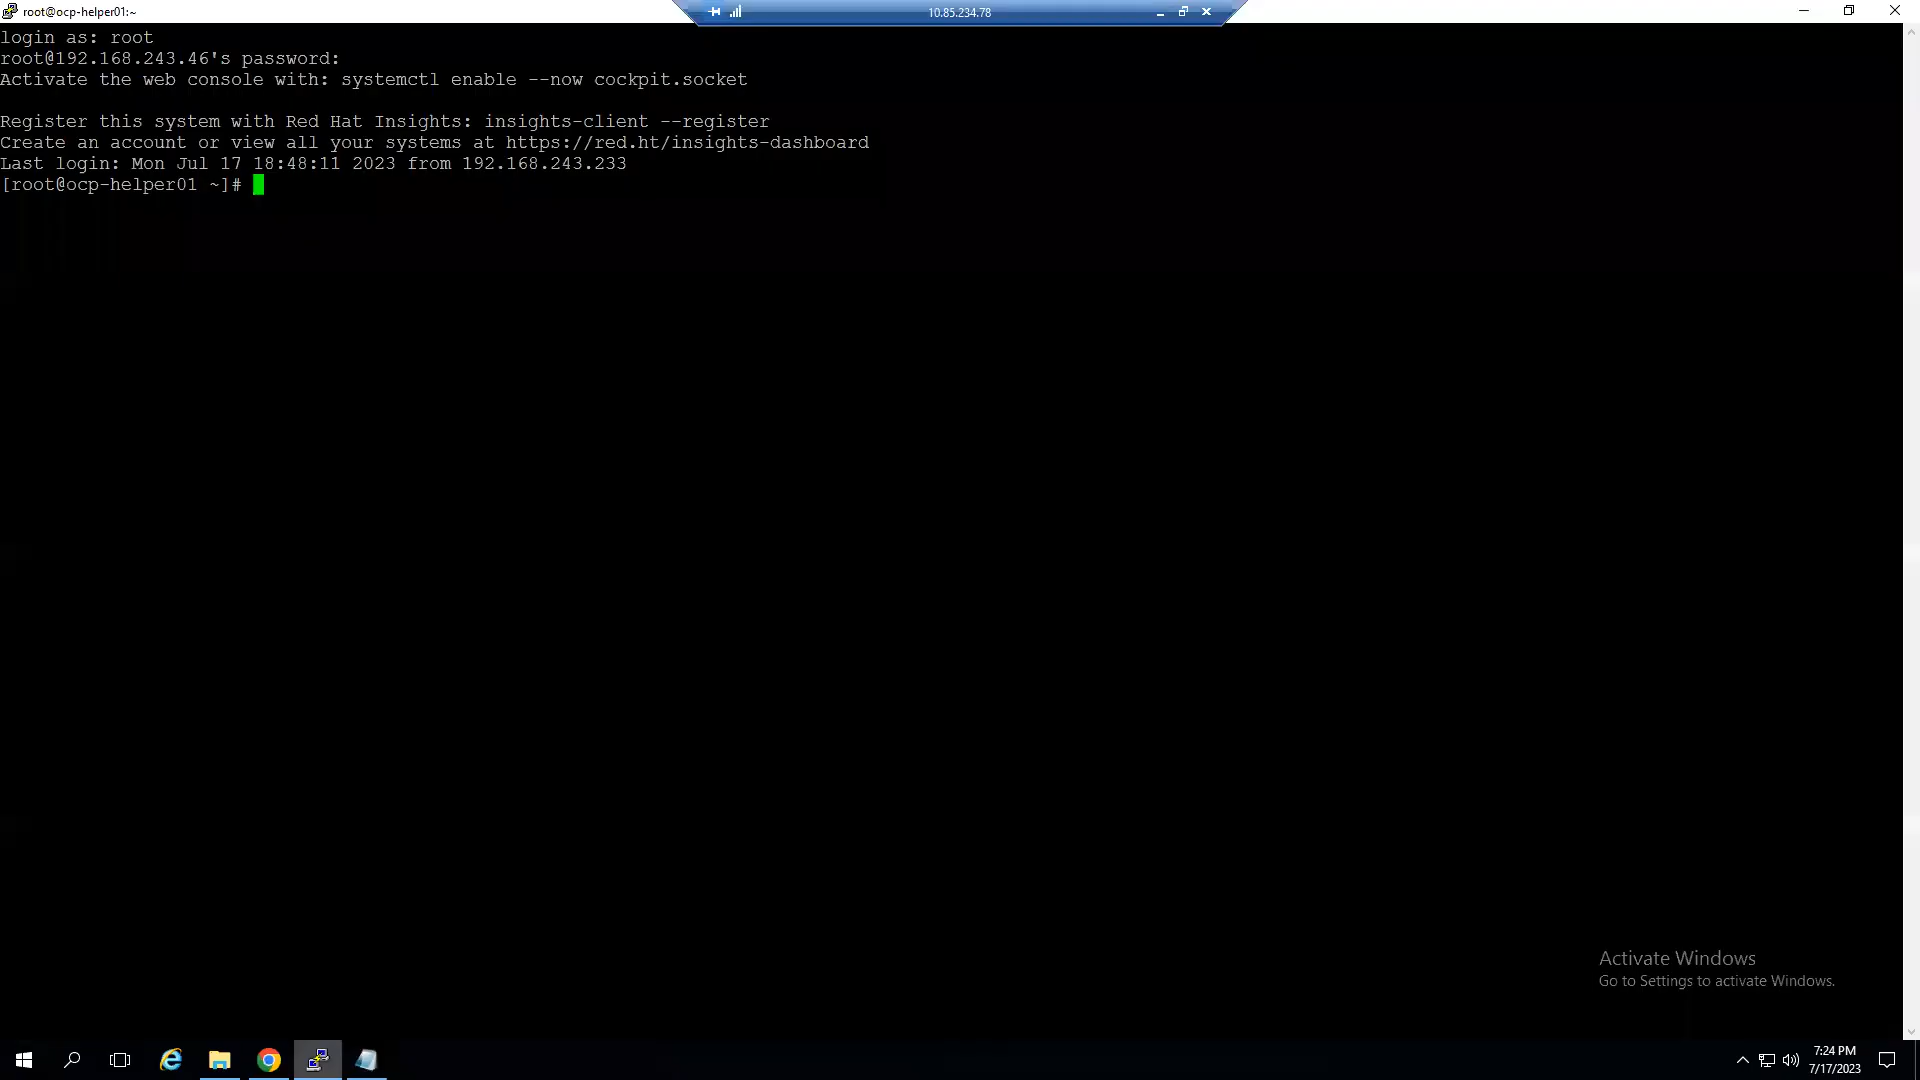 root@ocp-helper01:~
10.85.234.78
login as: root
root@192.168.243.46's password:
Activate the web console with: systemctl enable --now cockpit.socket
Register this system with Red Hat Insights: insights-client --register
Create an account or view all your systems at https://red.ht/insights-dashboard
Last login: Mon Jul 17 18:48:11 2023 from 192.168.243.233
[root@ocp-helper01 ~]#
Activate Windows
Go to Settings to activate Windows.
7:24 PM
7/17/2023